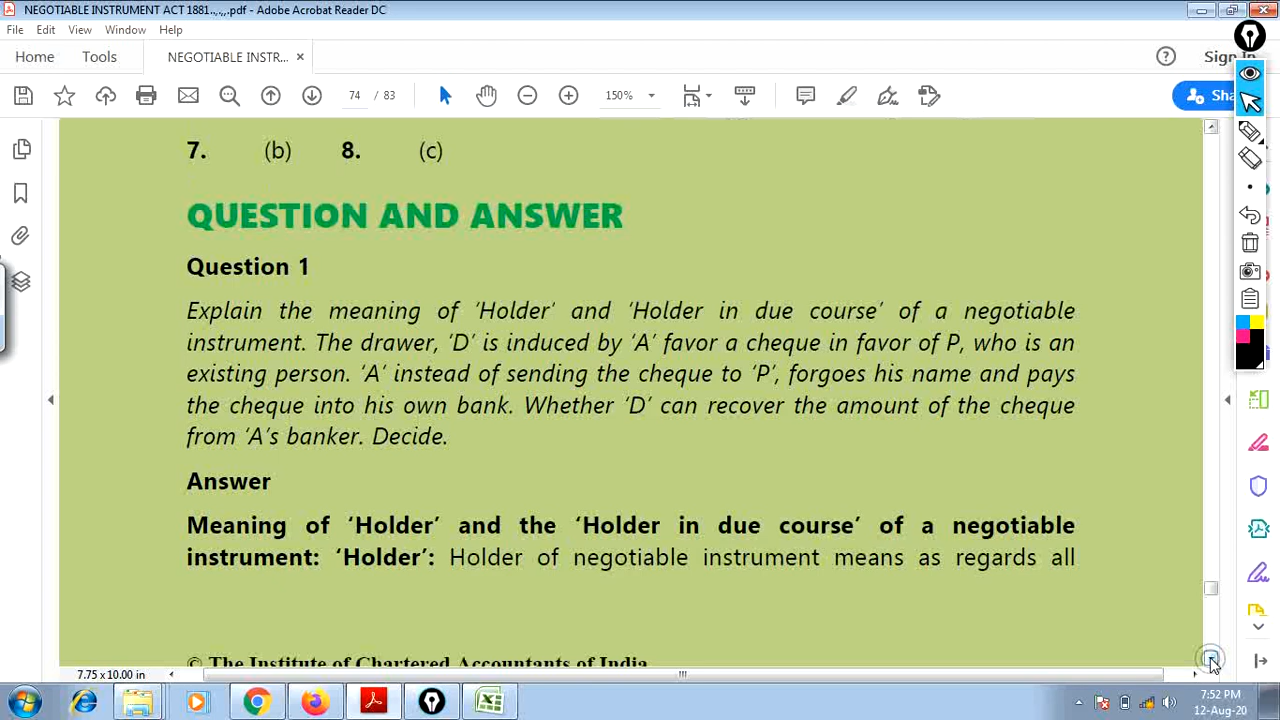 NEGOTIABLE INSTRUMENT ACT 1881..,.,,.pdf - Adobe Acrobat Reader DC
File Edit View Window Help
Home Tools NEGOTIABLE INSTR... × Sign In
74 / 83 150%
7. (b) 8. (c)
QUESTION AND ANSWER
Question 1
Explain the meaning of ‘Holder’ and ‘Holder in due course’ of a negotiable
instrument. The drawer, ‘D’ is induced by ‘A’ favor a cheque in favor of P, who is an
existing person. ‘A’ instead of sending the cheque to ‘P’, forgoes his name and pays
the cheque into his own bank. Whether ‘D’ can recover the amount of the cheque
from ‘A’s banker. Decide.
Answer
Meaning of ‘Holder’ and the ‘Holder in due course’ of a negotiable
instrument: ‘Holder’: Holder of negotiable instrument means as regards all
© The Institute of Chartered Accountants of India
7.75 x 10.00 in
7:52 PM
12-Aug-20